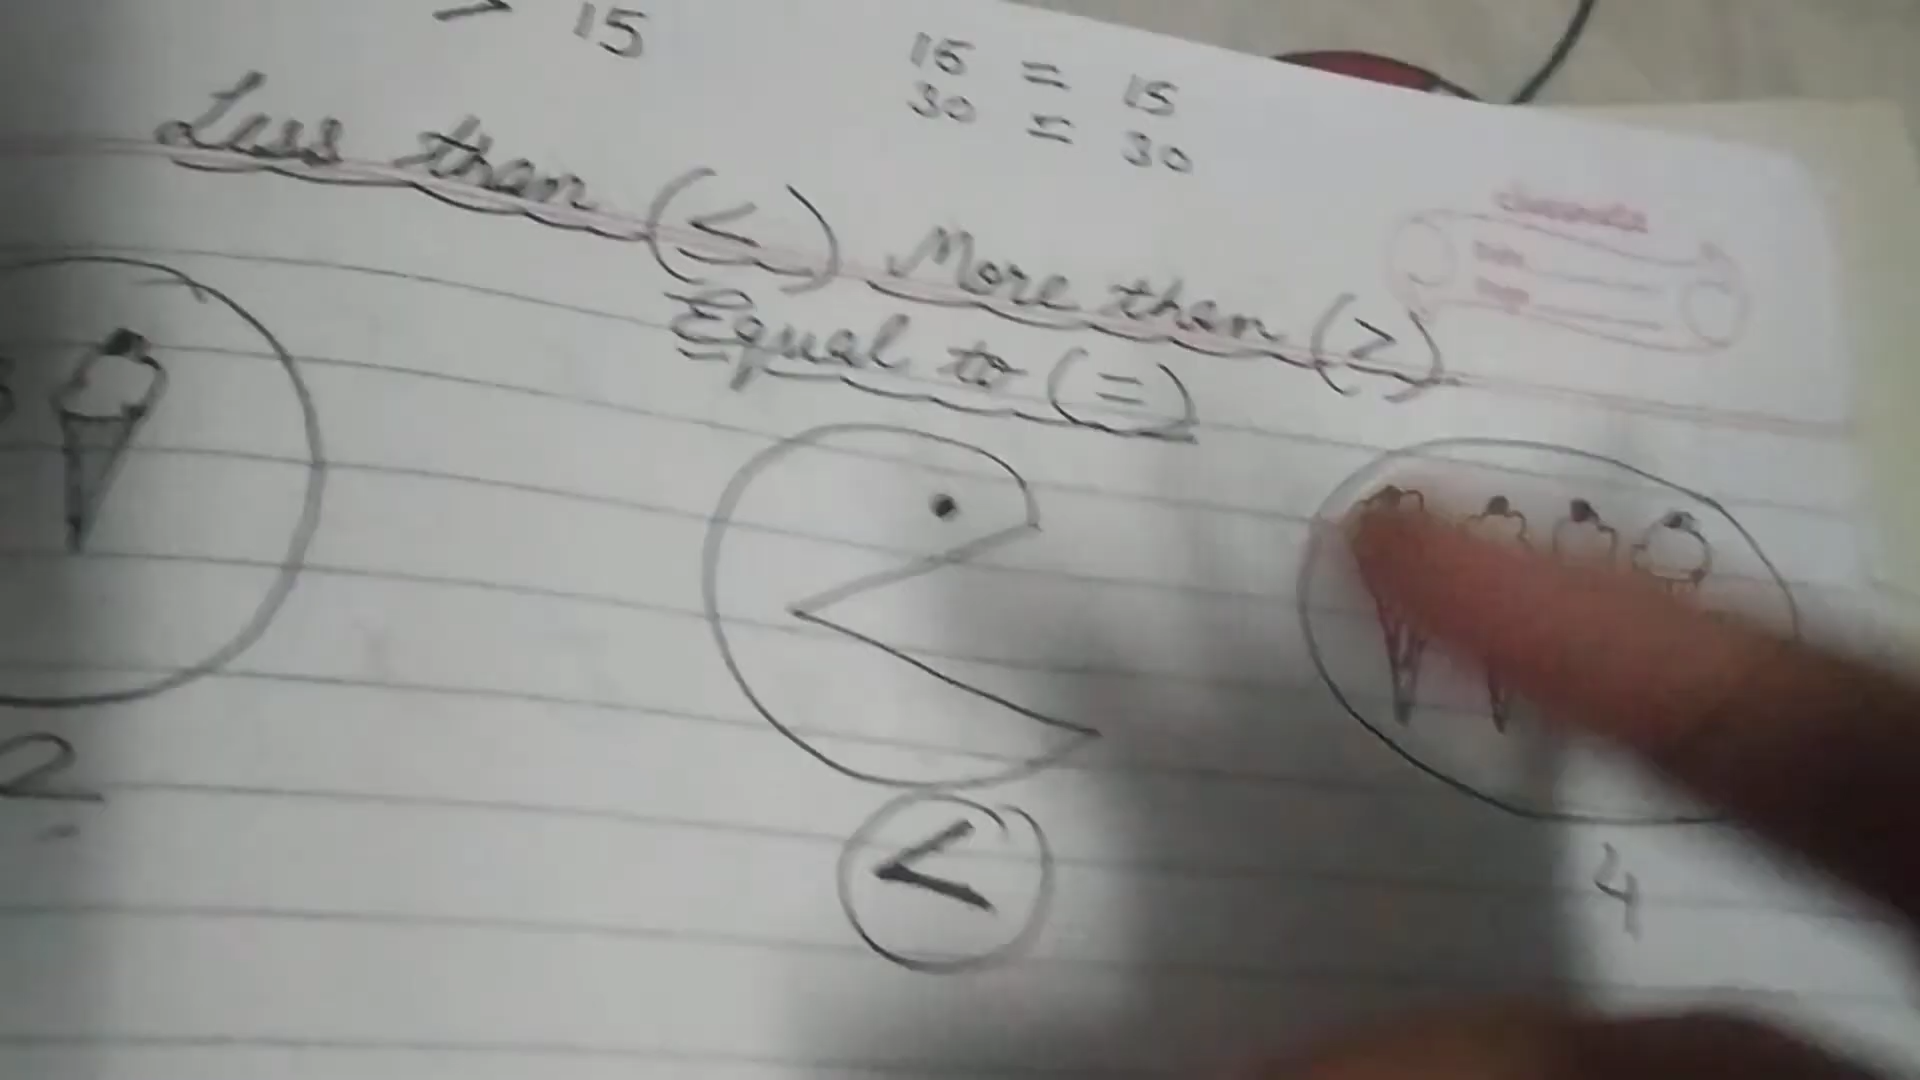 > 15
15 = 15
30 = 30
Less than (<) More than (>)
Equal to (=)
2 < 4